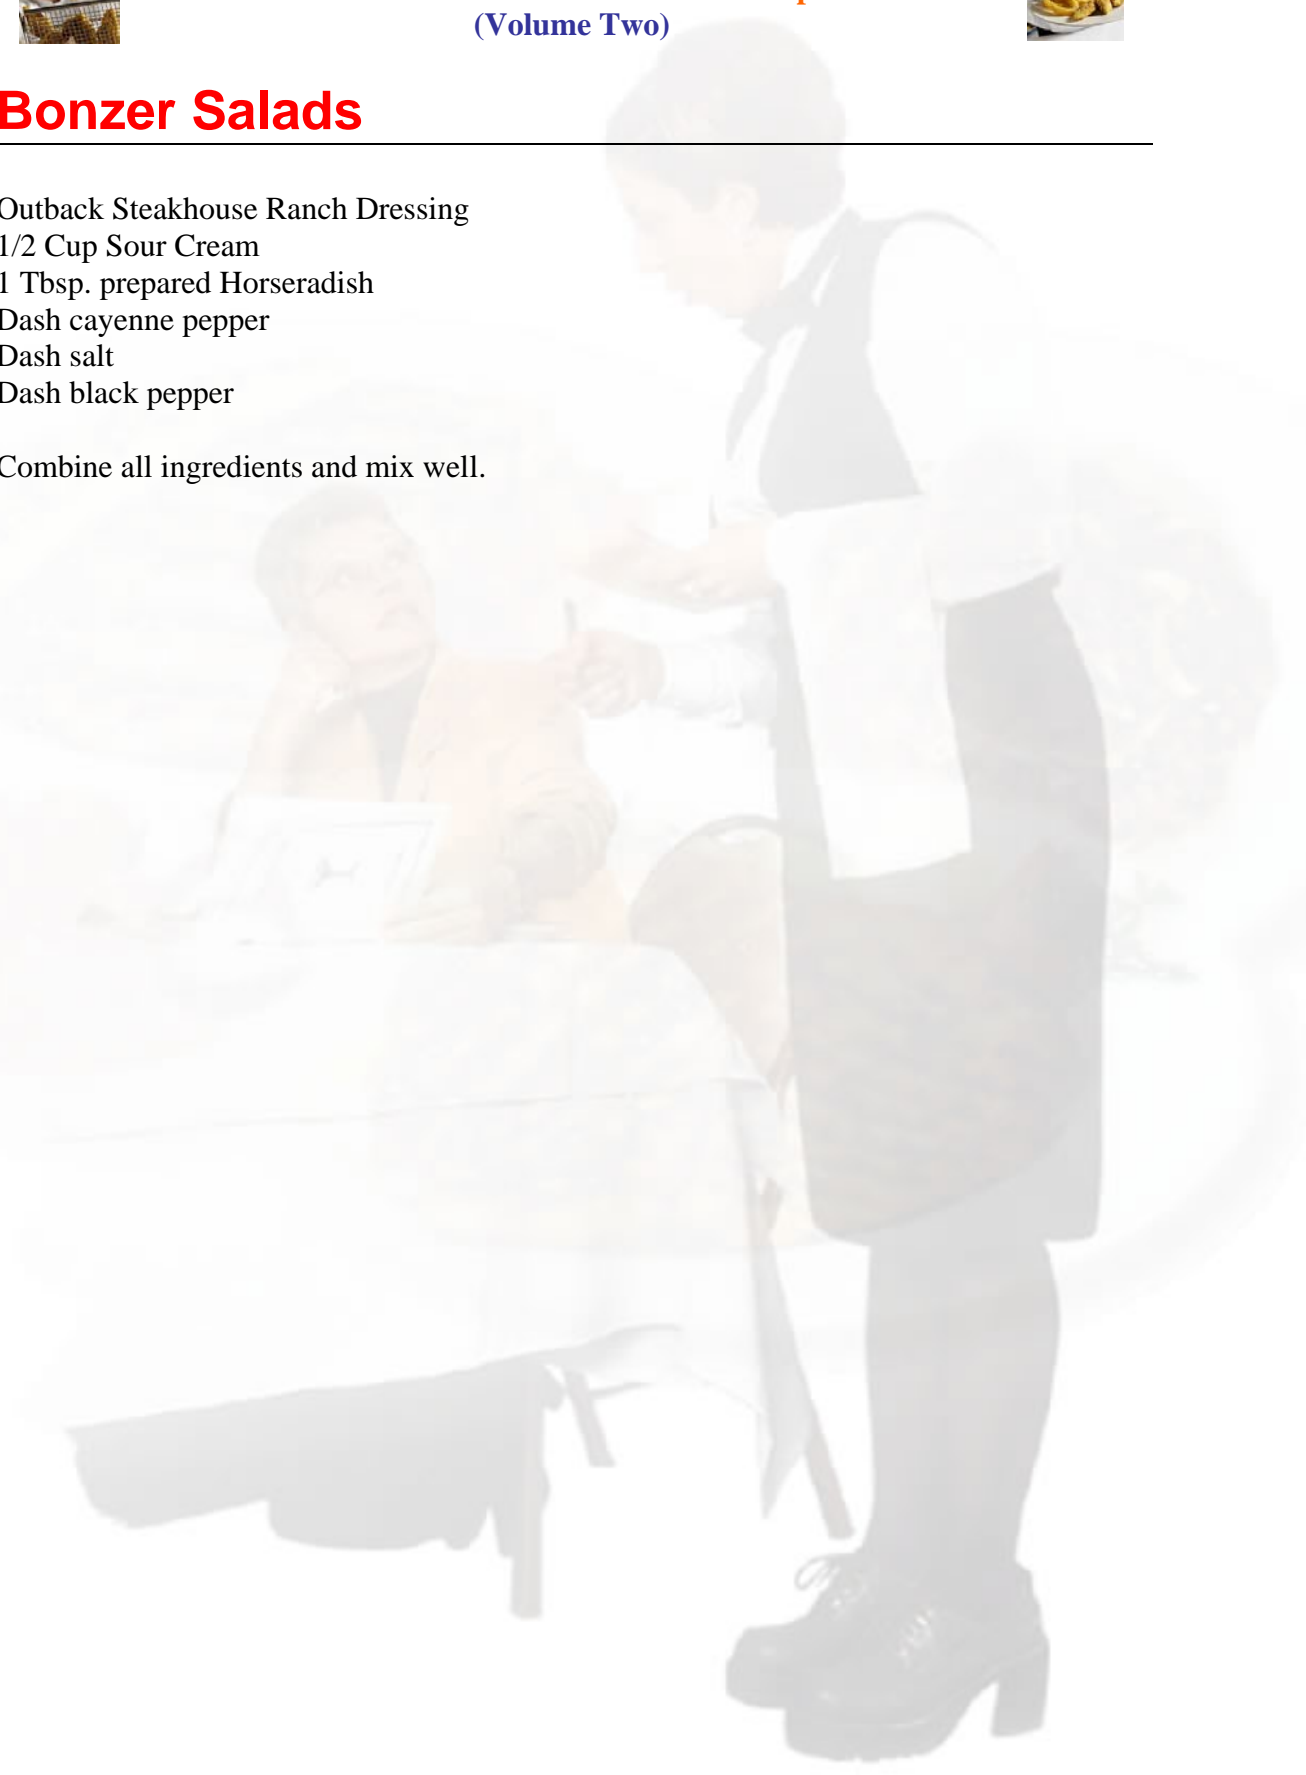 (Volume Two)
Bonzer Salads
Outback Steakhouse Ranch Dressing
1/2 Cup Sour Cream
1 Tbsp. prepared Horseradish
Dash cayenne pepper
Dash salt
Dash black pepper
Combine all ingredients and mix well.